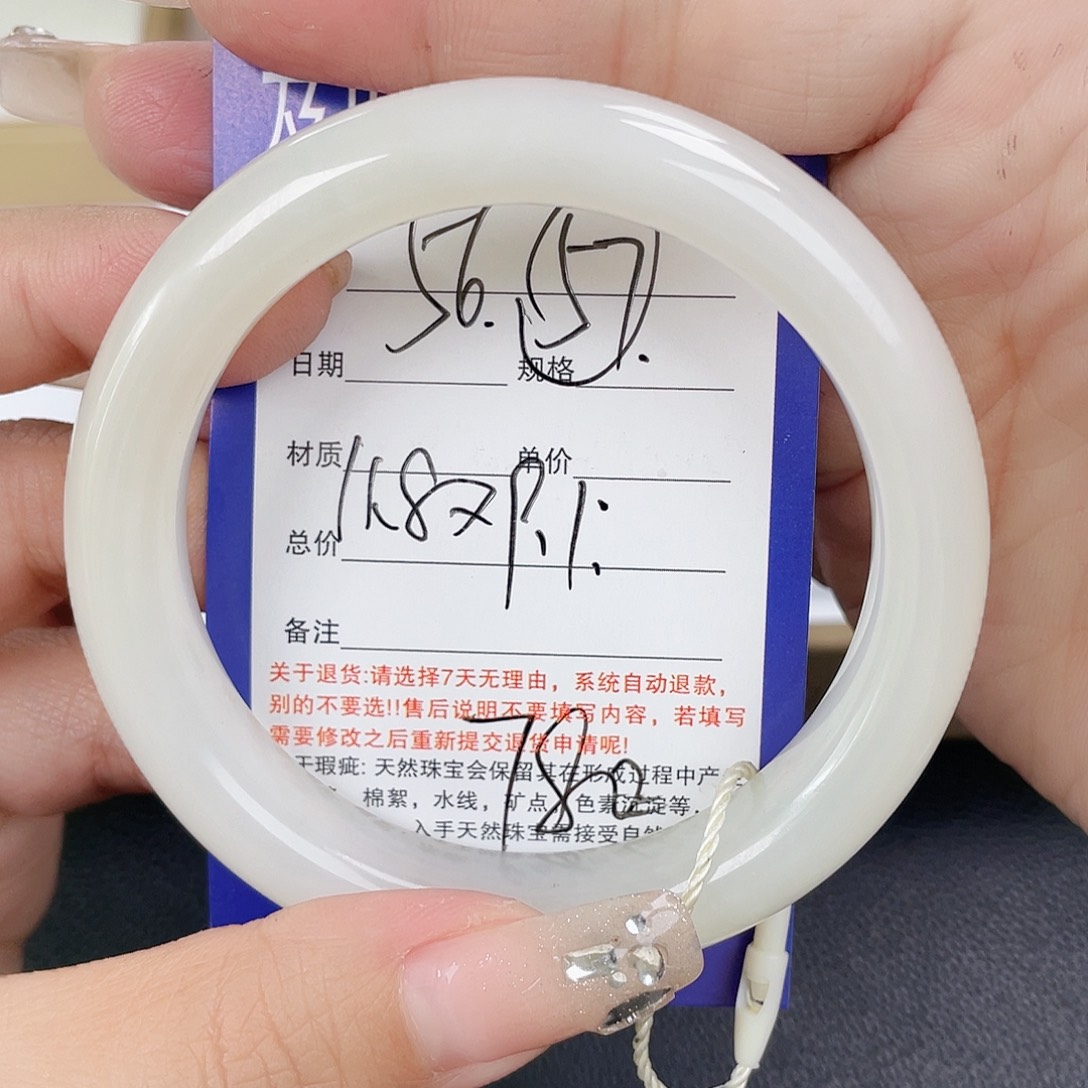 56. 57.
日期 规格
材质 单价
总价
备注
关于退货:请选择7天无理由，系统自动退款，
别的不要选!!售后说明不要填写内容，若填写
需要修改之后重新提交退货申请呢!
于瑕疵: 天然珠宝会保留其在形成过程中产
棉絮，水线，矿点，色素沉淀等，
入手天然珠宝需接受自然